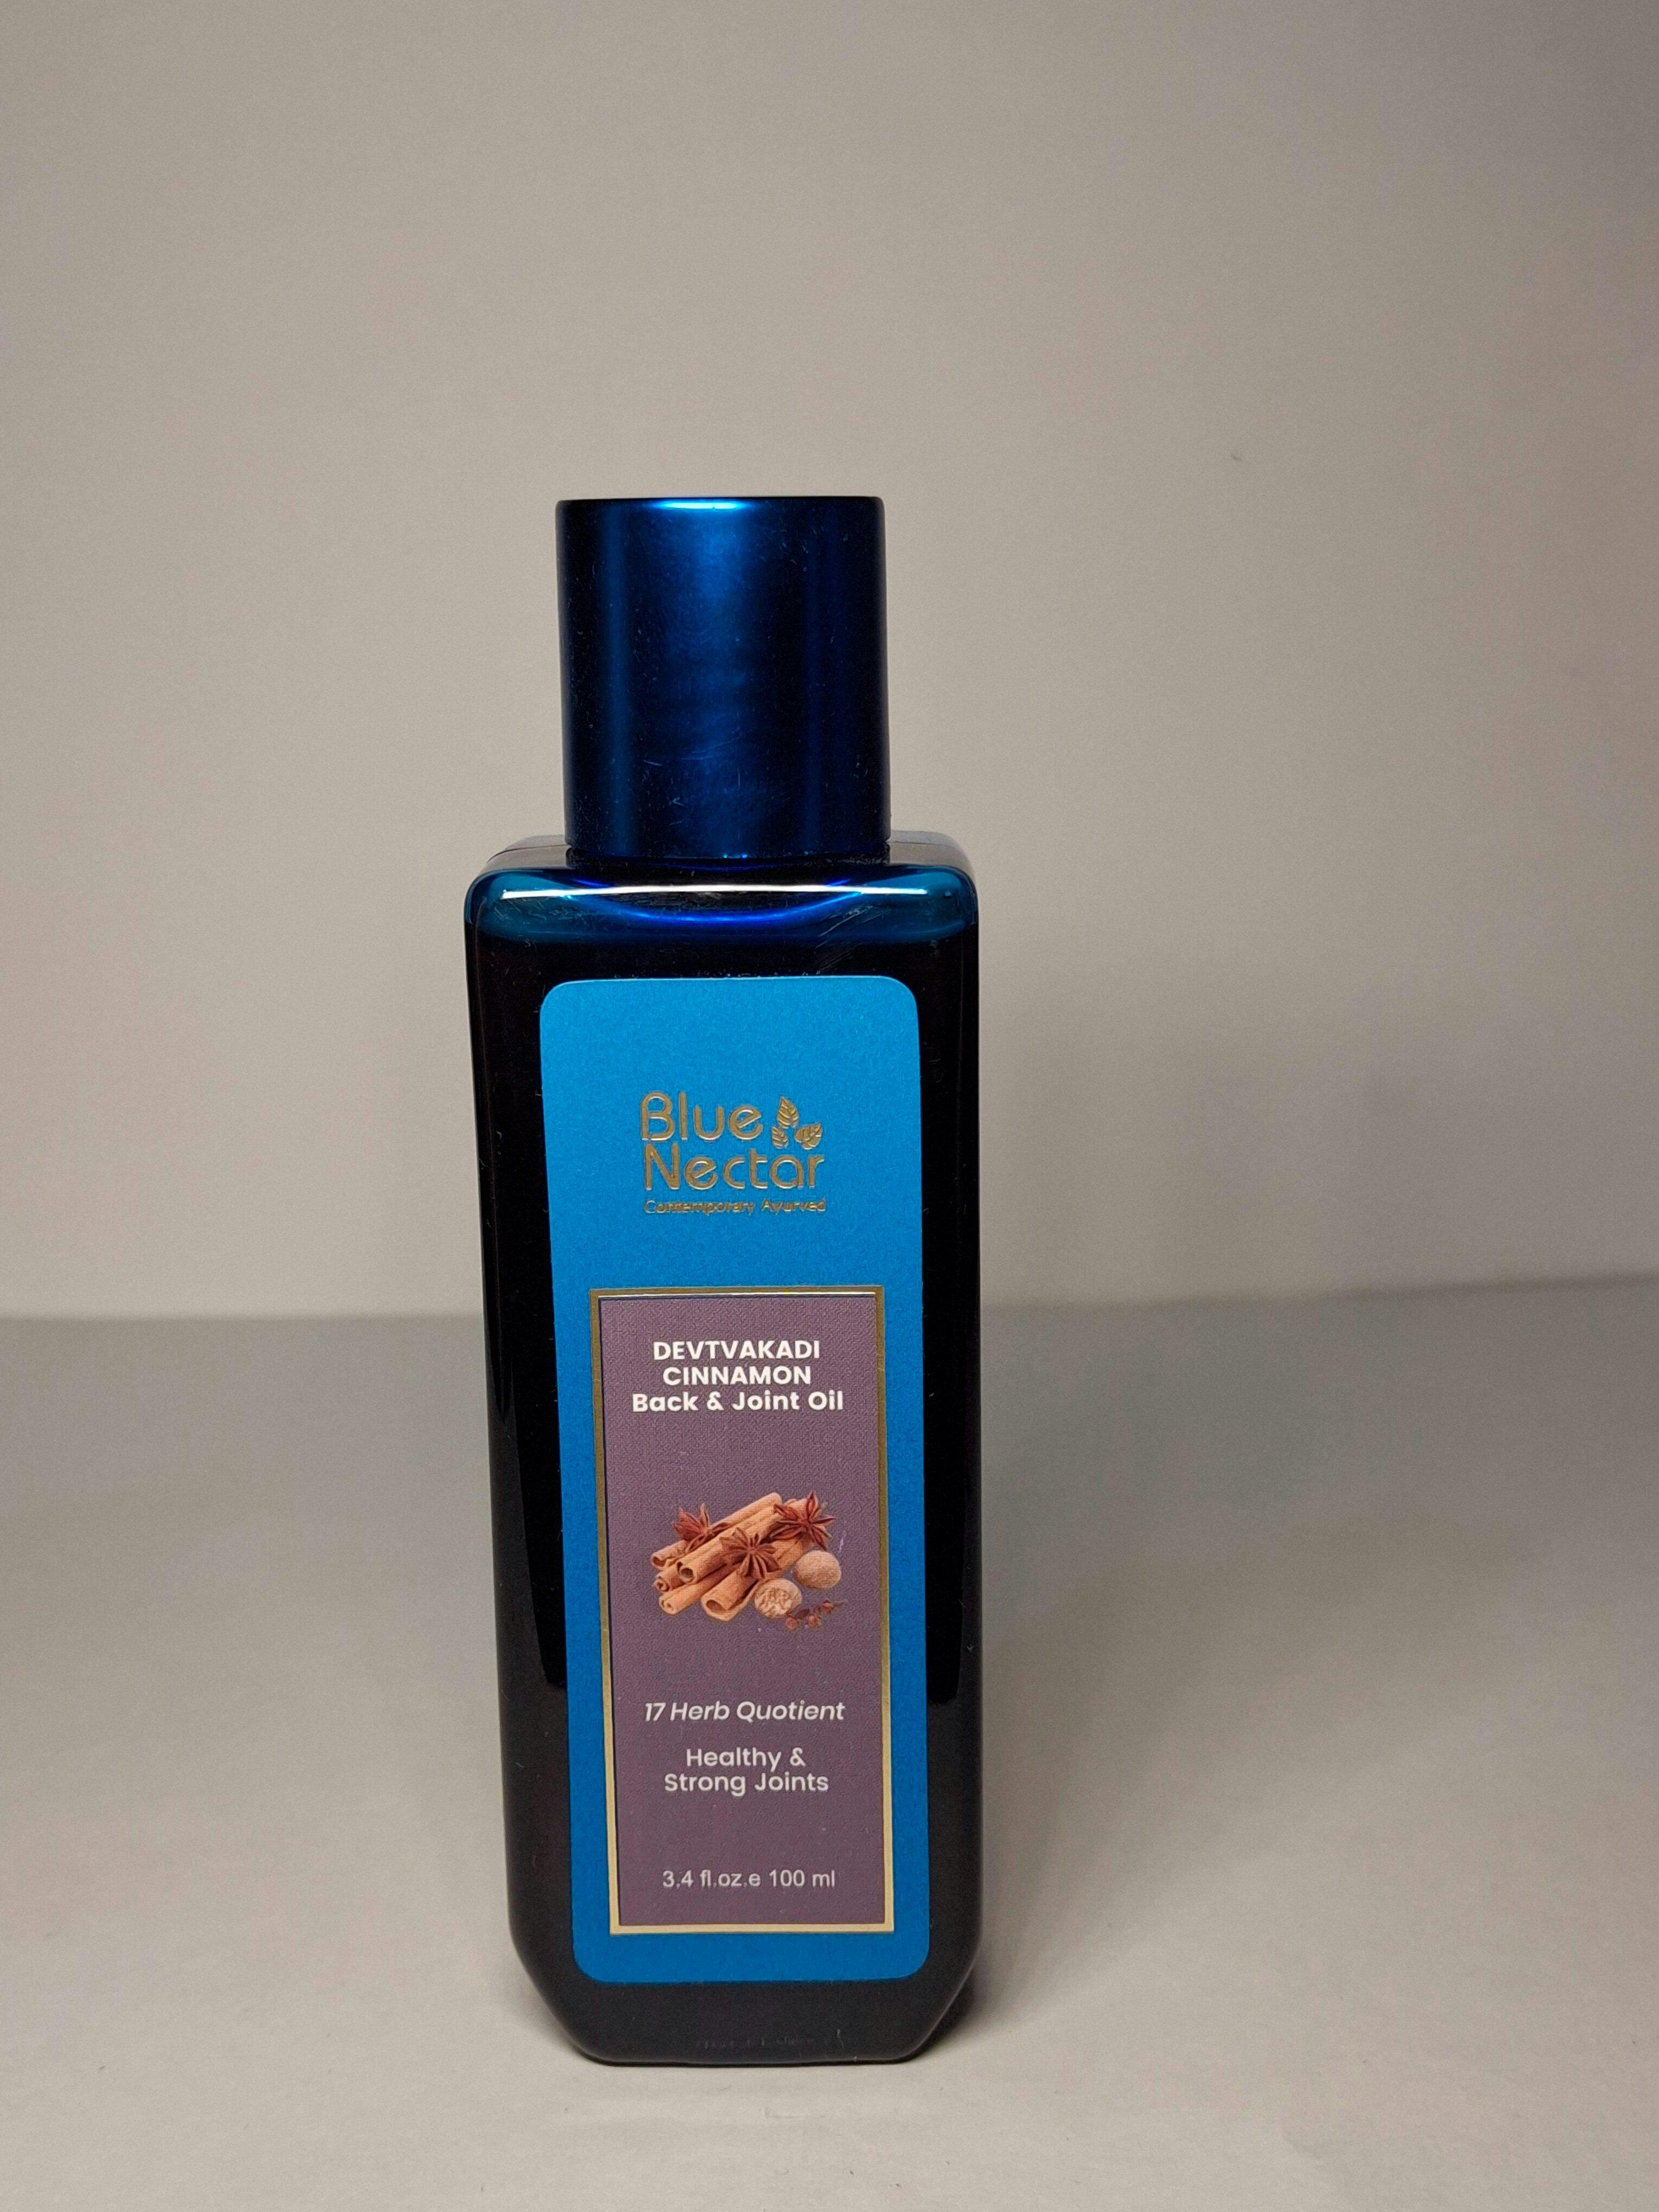 Blue
Nectar
Contemporary Ayurved
DEVTVAKADI
CINNAMON
Back & Joint Oil
17 Herb Quotient
Healthy &
Strong Joints
3.4 fl.oz.e 100 ml